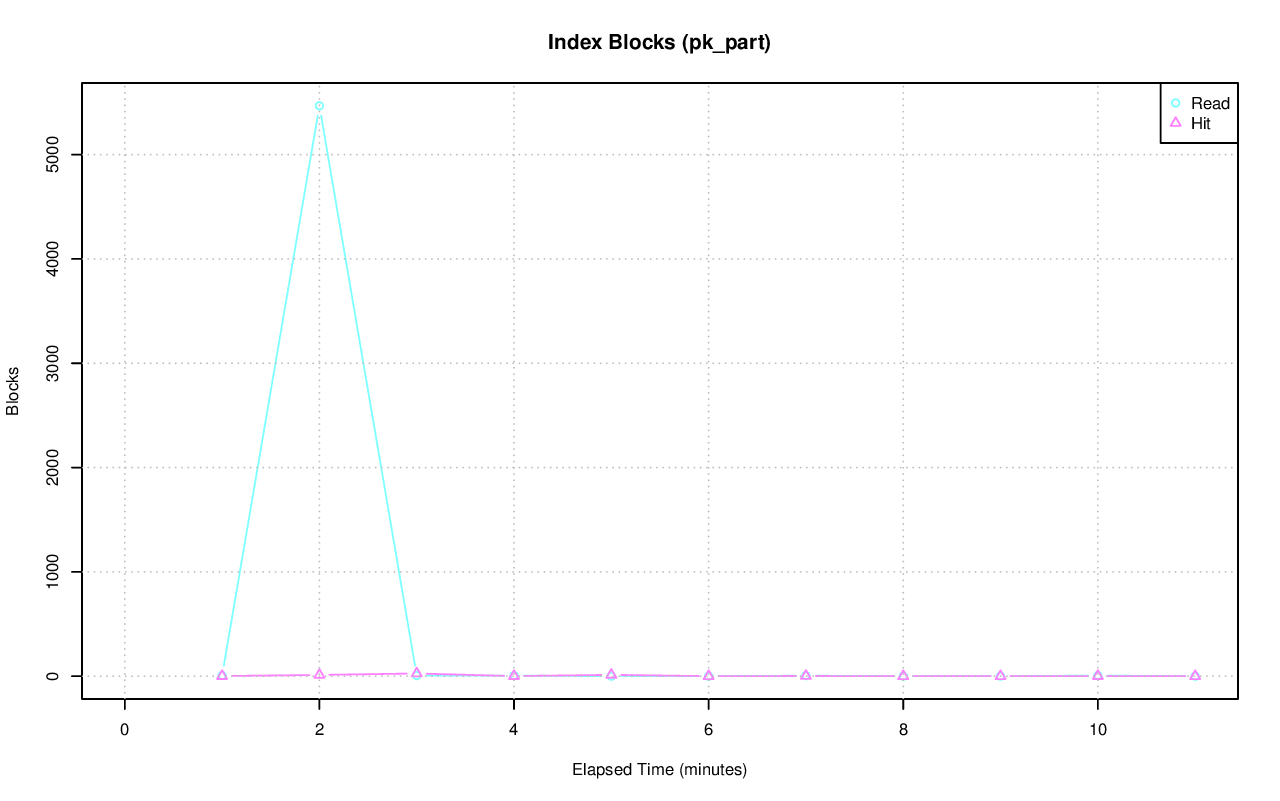 Index Blocks (pk_part)
Read
Hit
Blocks
5000
4000
3000
2000
1000
0
0 2 4 6 8 10
Elapsed Time (minutes)